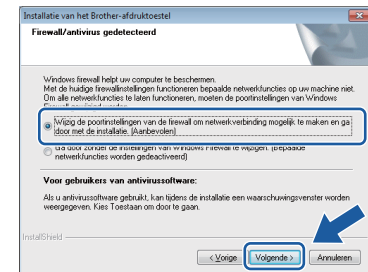 Installatie van het Brother-afdruktoestel
Firewall/antivirus gedetecteerd
Windows firewall helpt uw computer te beschermen.
Met de huidige firewallinstellingen functioneren bepaalde netwerkfuncties op uw machine niet.
Om alle netwerkfuncties te laten functioneren, moeten de poortinstellingen van Windows
Wijzig de poortinstellingen van de firewall om netwerkverbinding mogelijk te maken en ga
door met de installatie. (Aanbevolen)
Ga door zonder de instellingen van Windows Firewall te wijzigen. (Bepaalde
netwerkfuncties worden gedeactiveerd)
Voor gebruikers van antivirussoftware:
Als u antivirussoftware gebruikt, kan tijdens de installatie een waarschuwingsvenster worden
weergegeven. Kies Toestaan om door te gaan.
InstallShield
< Vorige
Volgende >
Annuleren